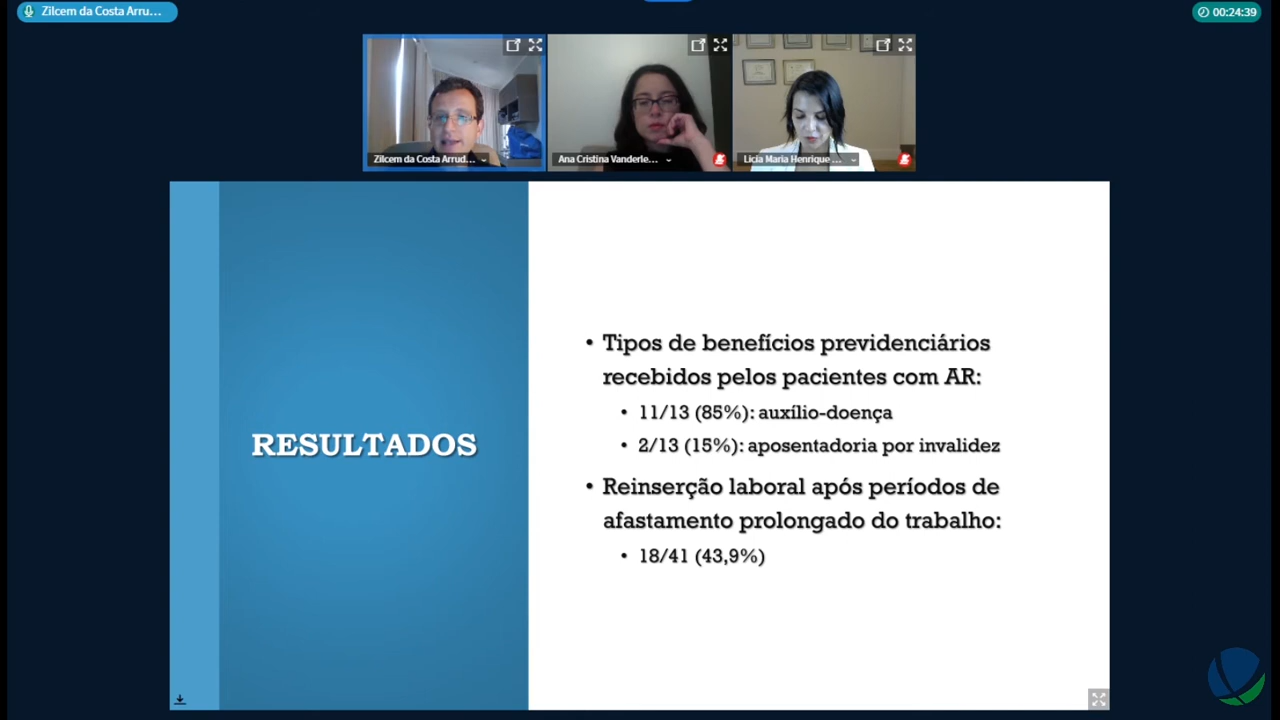 Zilcem da Costa Arru...
00:24:39
Zilcem da Costa Arrud...
Ana Cristina Vanderle...
Licia Maria Henrique ...
RESULTADOS
• Tipos de benefícios previdenciários
recebidos pelos pacientes com AR:
• 11/13 (85%): auxílio-doença
• 2/13 (15%): aposentadoria por invalidez
• Reinserção laboral após períodos de
afastamento prolongado do trabalho:
• 18/41 (43,9%)